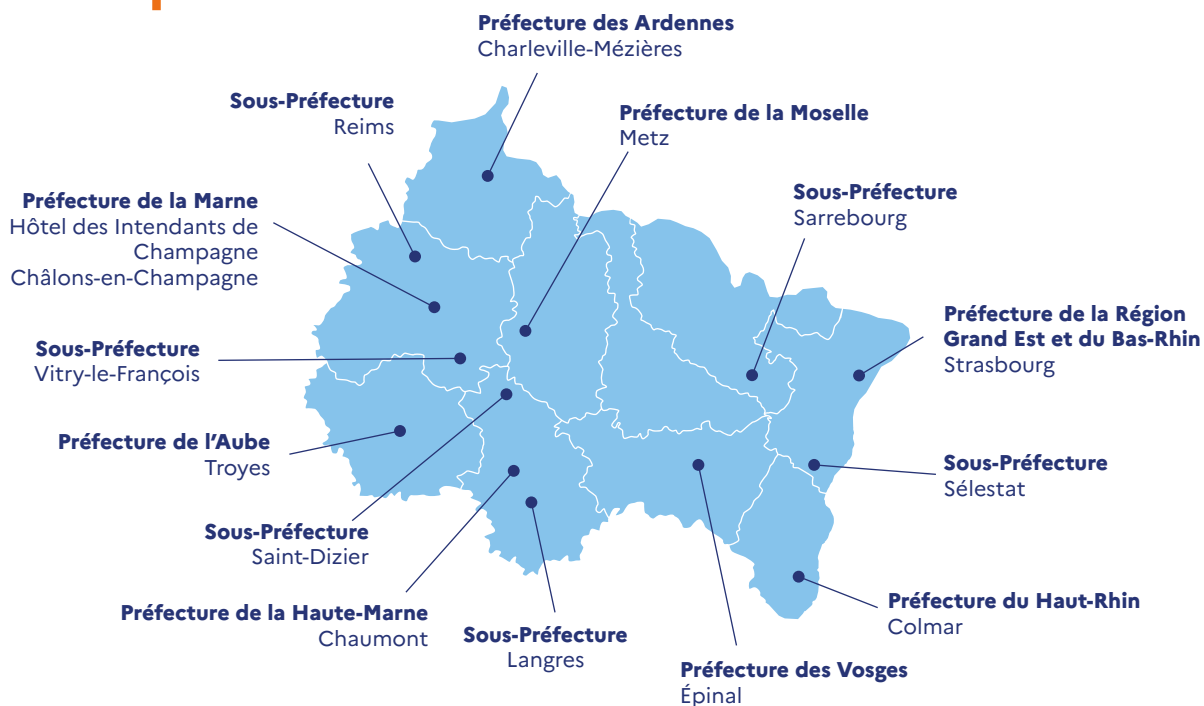 Préfecture des Ardennes
Charleville-Mézières
Sous-Préfecture
Reims
Préfecture de la Moselle
Metz
Préfecture de la Marne
Hôtel des Intendants de
Champagne
Châlons-en-Champagne
Sous-Préfecture
Sarrebourg
Préfecture de la Région
Grand Est et du Bas-Rhin
Strasbourg
Sous-Préfecture
Vitry-le-François
Préfecture de l'Aube
Troyes
Sous-Préfecture
Sélestat
Sous-Préfecture
Saint-Dizier
Préfecture de la Haute-Marne
Chaumont
Sous-Préfecture
Langres
Préfecture du Haut-Rhin
Colmar
Préfecture des Vosges
Épinal